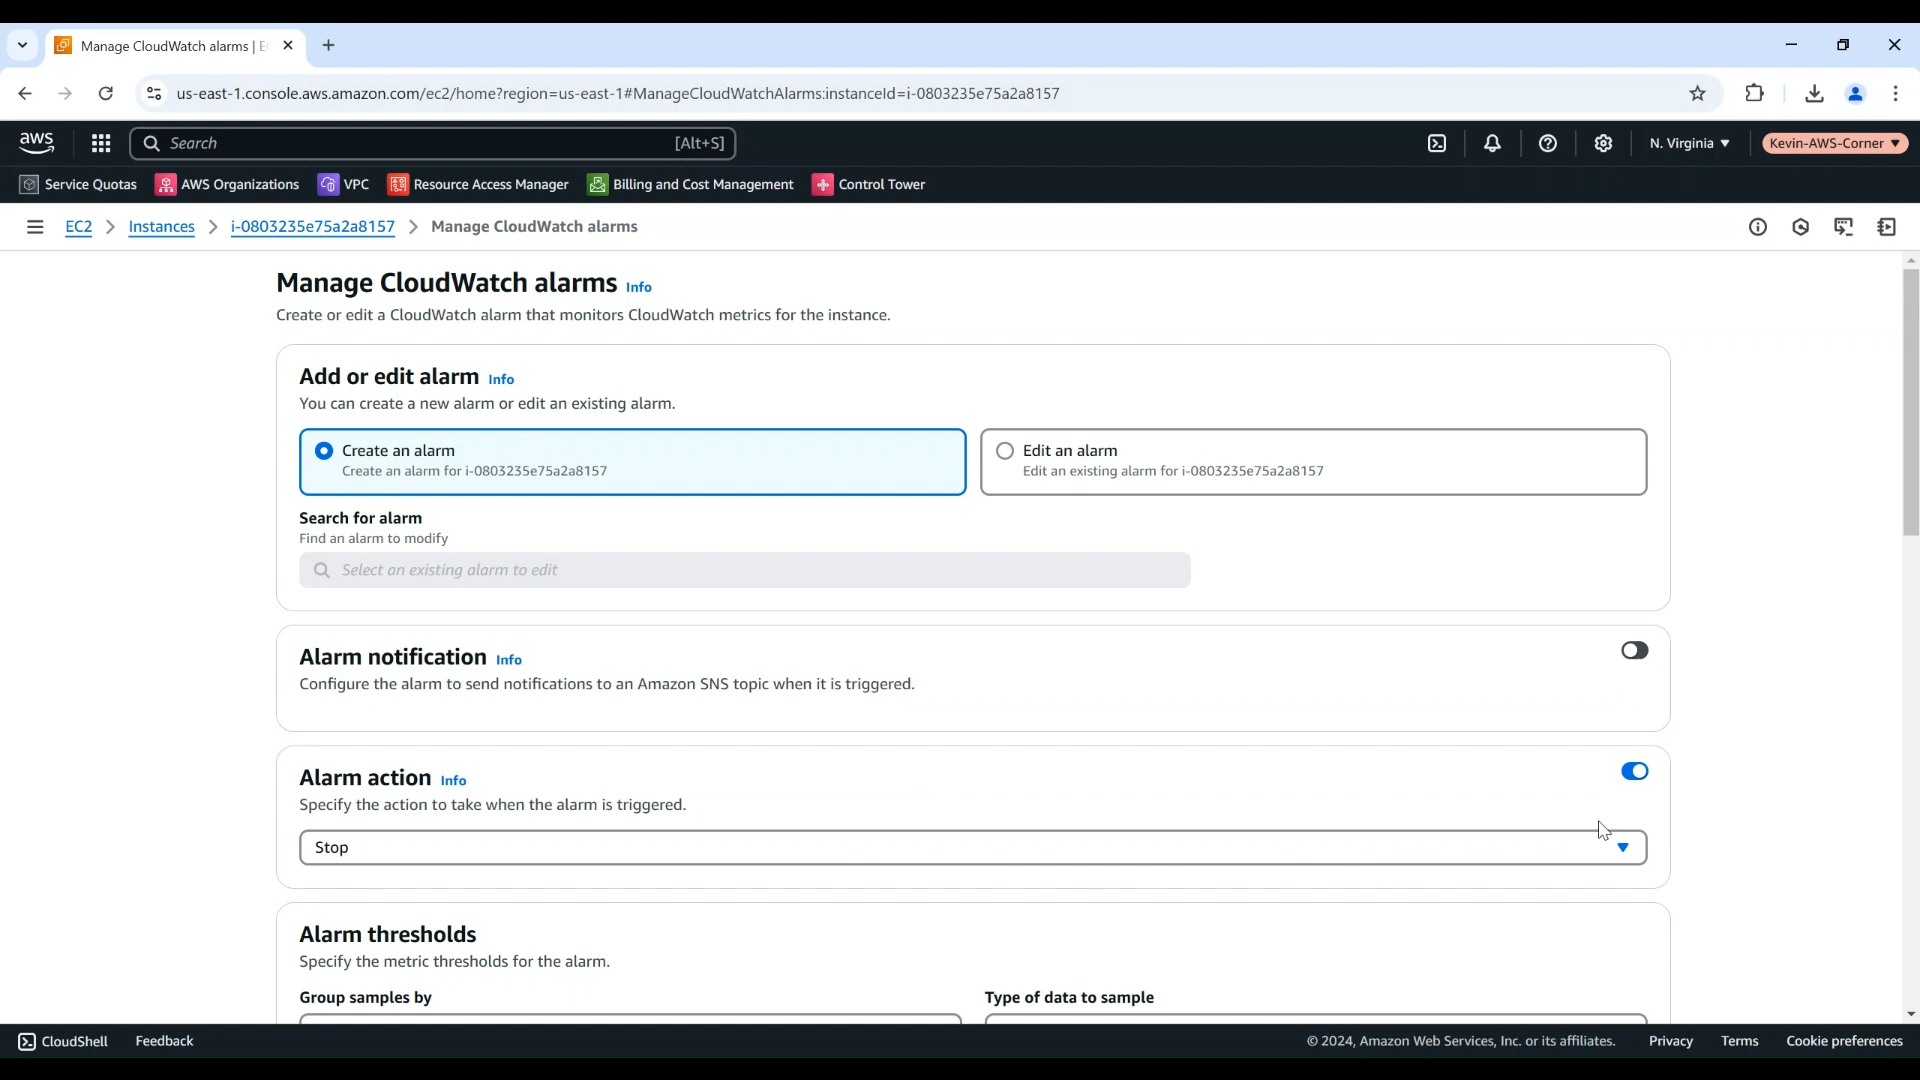 Manage CloudWatch alarms | E
us-east-1.console.aws.amazon.com/ec2/home?region=us-east-1#ManageCloudWatchAlarms:instanceId=i-0803235e75a2a8157
aws Search [Alt+S] N. Virginia Kevin-AWS-Corner
Service Quotas AWS Organizations VPC Resource Access Manager Billing and Cost Management Control Tower
EC2 Instances i-0803235e75a2a8157 Manage CloudWatch alarms
Manage CloudWatch alarms Info
Create or edit a CloudWatch alarm that monitors CloudWatch metrics for the instance.
Add or edit alarm Info
You can create a new alarm or edit an existing alarm.
Create an alarm
Create an alarm for i-0803235e75a2a8157
Edit an alarm
Edit an existing alarm for i-0803235e75a2a8157
Search for alarm
Find an alarm to modify
Select an existing alarm to edit
Alarm notification Info
Configure the alarm to send notifications to an Amazon SNS topic when it is triggered.
Alarm action Info
Specify the action to take when the alarm is triggered.
Stop
Alarm thresholds
Specify the metric thresholds for the alarm.
Group samples by Type of data to sample
CloudShell Feedback © 2024, Amazon Web Services, Inc. or its affiliates. Privacy Terms Cookie preferences